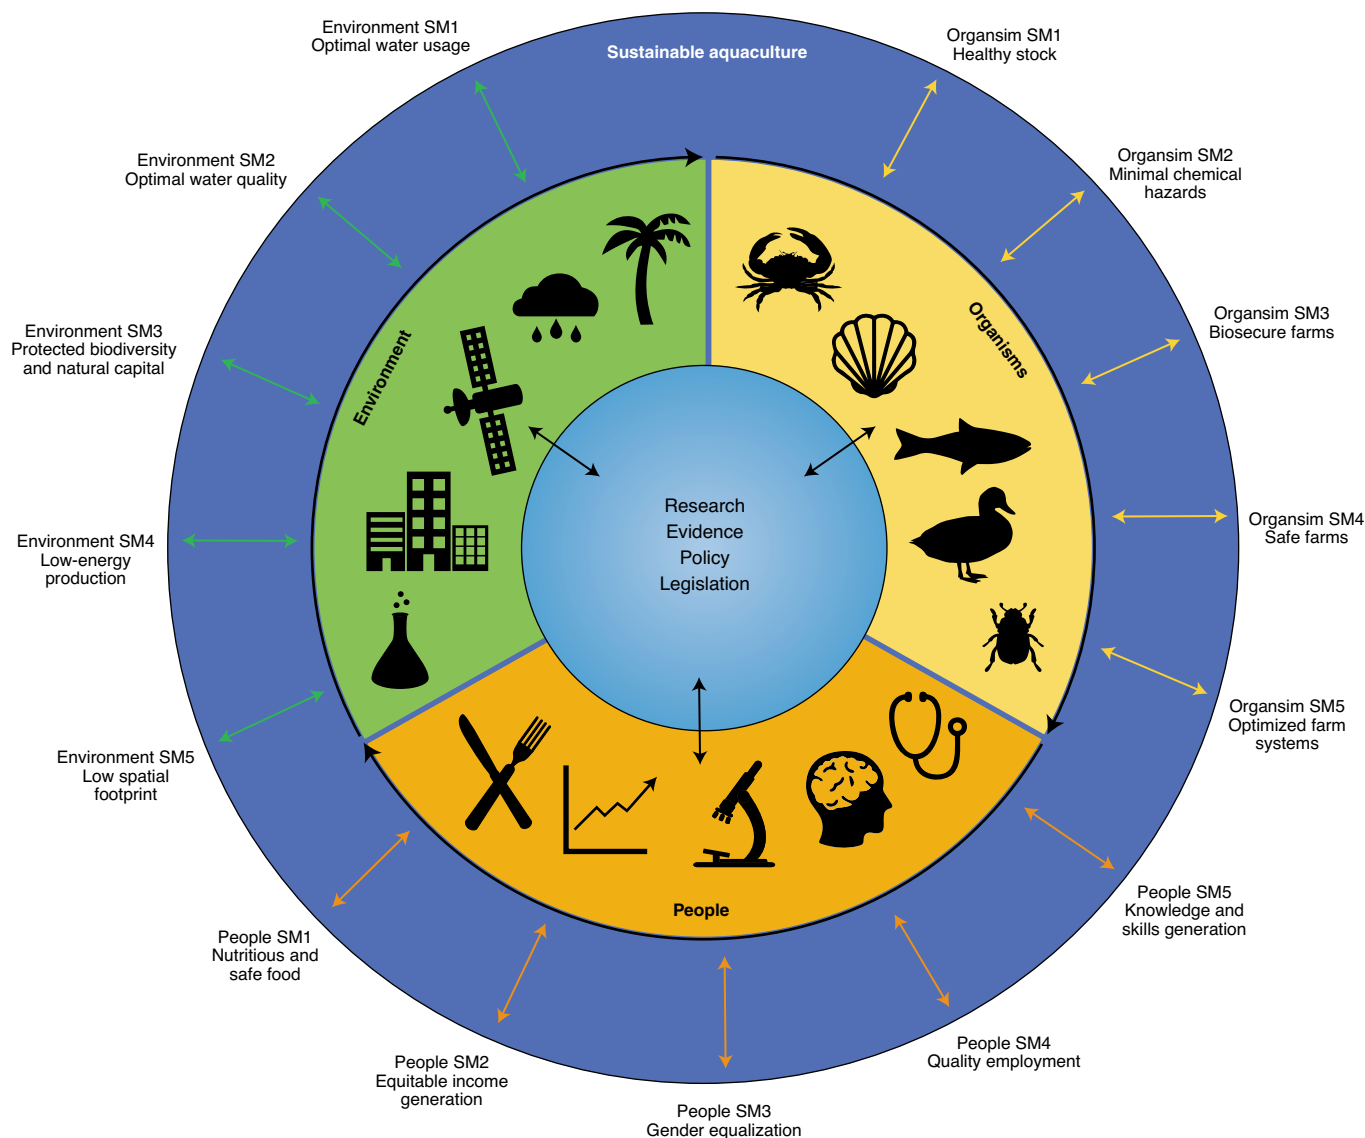 Environment SM1
Optimal water usage
Sustainable aquaculture
Organsim SM1
Healthy stock
Environment SM2
Optimal water quality
Organsim SM2
Minimal chemical
hazards
Environment SM3
Protected biodiversity
and natural capital
Organsim SM3
Biosecure farms
Environment
Organisms
Research
Evidence
Policy
Legislation
Environment SM4
Low-energy
production
Organsim SM4
Safe farms
Environment SM5
Low spatial
footprint
Organsim SM5
Optimized farm
systems
People
People SM1
Nutritious and
safe food
People SM5
Knowledge and
skills generation
People SM2
Equitable income
generation
People SM4
Quality employment
People SM3
Gender equalization